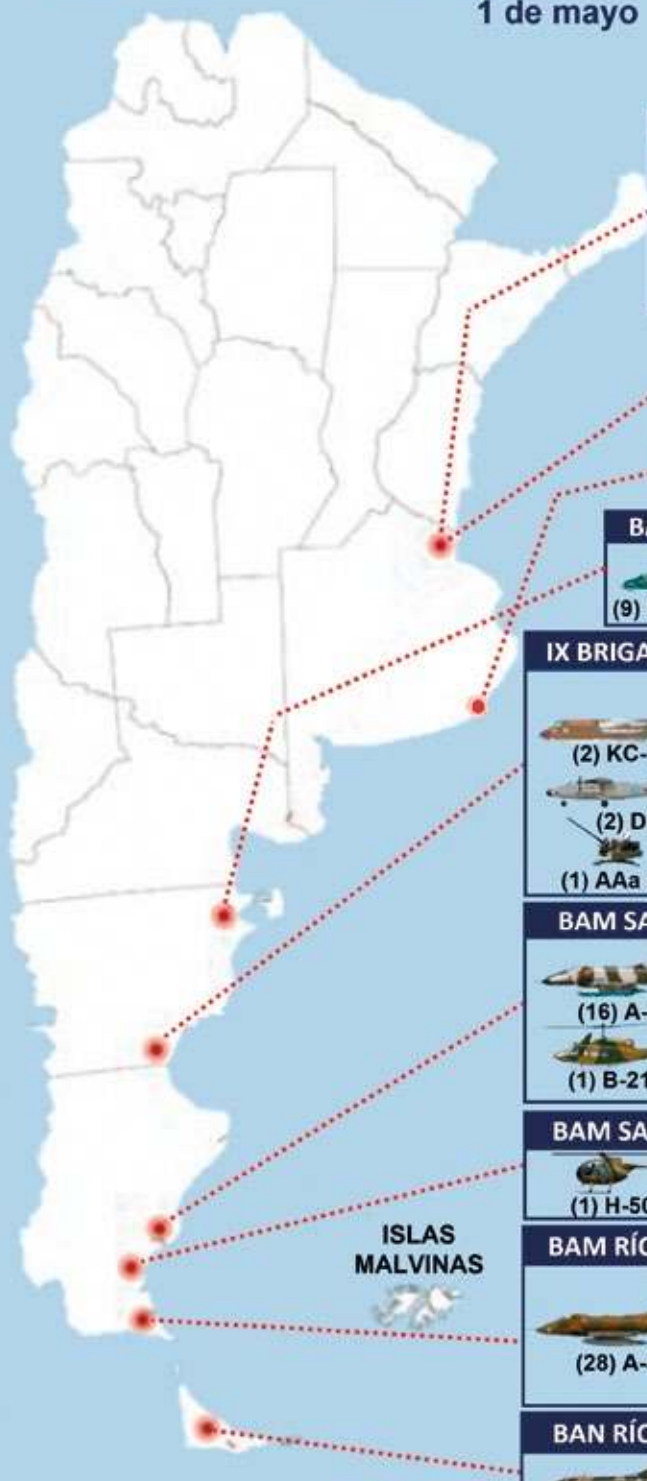 1 de mayo
BA
(9)
IX BRIGA
(2) KC-
(2) D
(1) AAa
BAM SA
(16) A-
(1) B-21
BAM SA
(1) H-50
ISLAS
MALVINAS
BAM RÍO
(28) A-
BAN RÍO